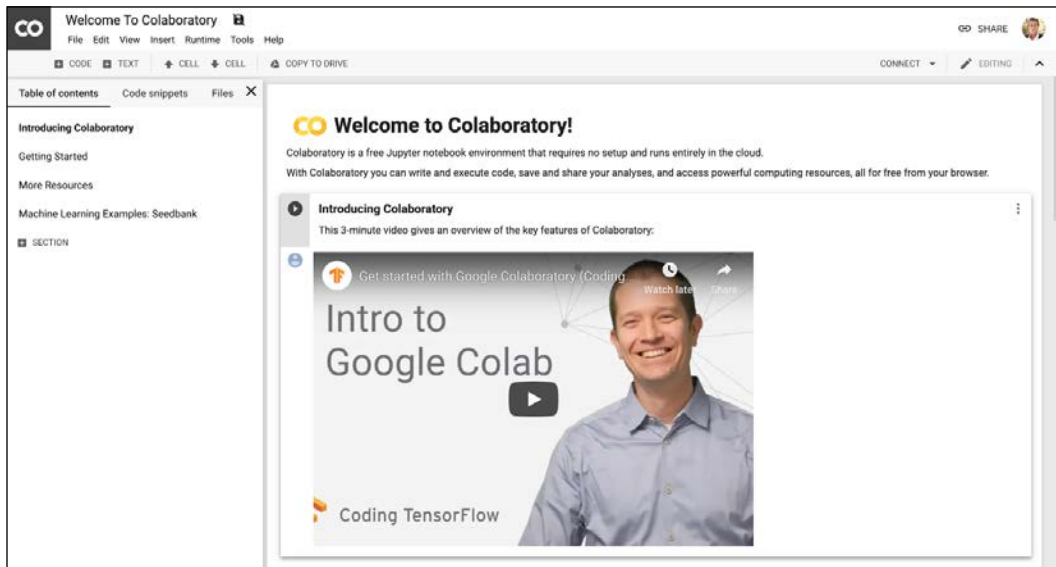 CO
Welcome To Colaboratory
File Edit View Insert Runtime Tools Help
SHARE
CODE TEXT CELL CELL COPY TO DRIVE
CONNECT EDITING
Table of contents Code snippets Files X
Introducing Colaboratory
Getting Started
More Resources
Machine Learning Examples: Seedbank
SECTION
CO Welcome to Colaboratory!
Colaboratory is a free Jupyter notebook environment that requires no setup and runs entirely in the cloud.
With Colaboratory you can write and execute code, save and share your analyses, and access powerful computing resources, all for free from your browser.
Introducing Colaboratory
This 3-minute video gives an overview of the key features of Colaboratory:
Get started with Google Colaboratory (Coding...
Watch later Share
Intro to
Google Colab
Coding TensorFlow